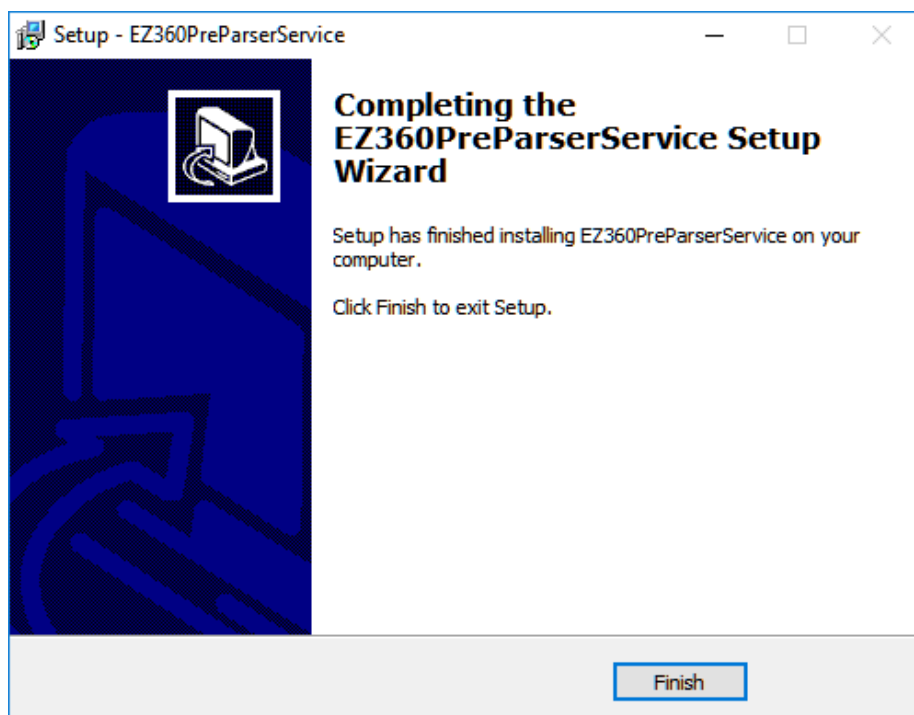 Setup - EZ360PreParserService
Completing the
EZ360PreParserService Setup
Wizard
Setup has finished installing EZ360PreParserService on your
computer.
Click Finish to exit Setup.
Finish